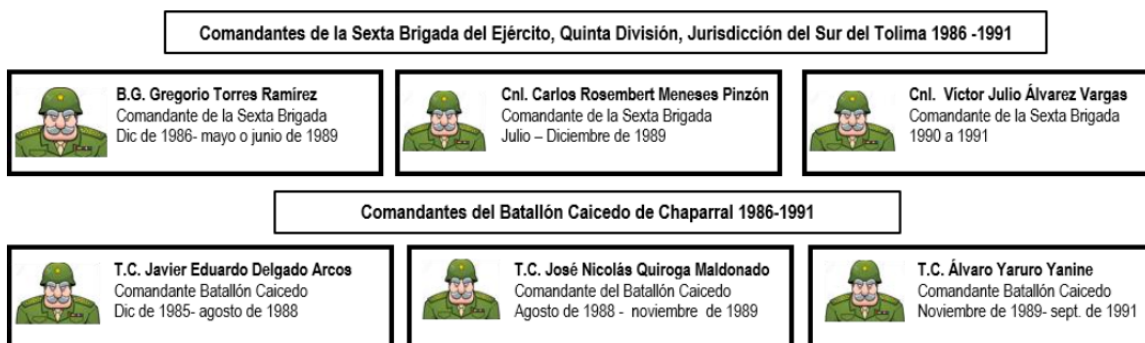 Comandantes de la Sexta Brigada del Ejército, Quinta División, Jurisdicción del Sur del Tolima 1986 -1991
B.G. Gregorio Torres Ramírez
Comandante de la Sexta Brigada
Dic de 1986- mayo o junio de 1989
Cnl. Carlos Rosembert Meneses Pinzón
Comandante de la Sexta Brigada
Julio – Diciembre de 1989
Cnl. Víctor Julio Álvarez Vargas
Comandante de la Sexta Brigada
1990 a 1991
Comandantes del Batallón Caicedo de Chaparral 1986-1991
T.C. Javier Eduardo Delgado Arcos
Comandante Batallón Caicedo
Dic de 1985- agosto de 1988
T.C. José Nicolás Quiroga Maldonado
Comandante del Batallón Caicedo
Agosto de 1988 - noviembre de 1989
T.C. Álvaro Yaruro Yanine
Comandante Batallón Caicedo
Noviembre de 1989- sept. de 1991